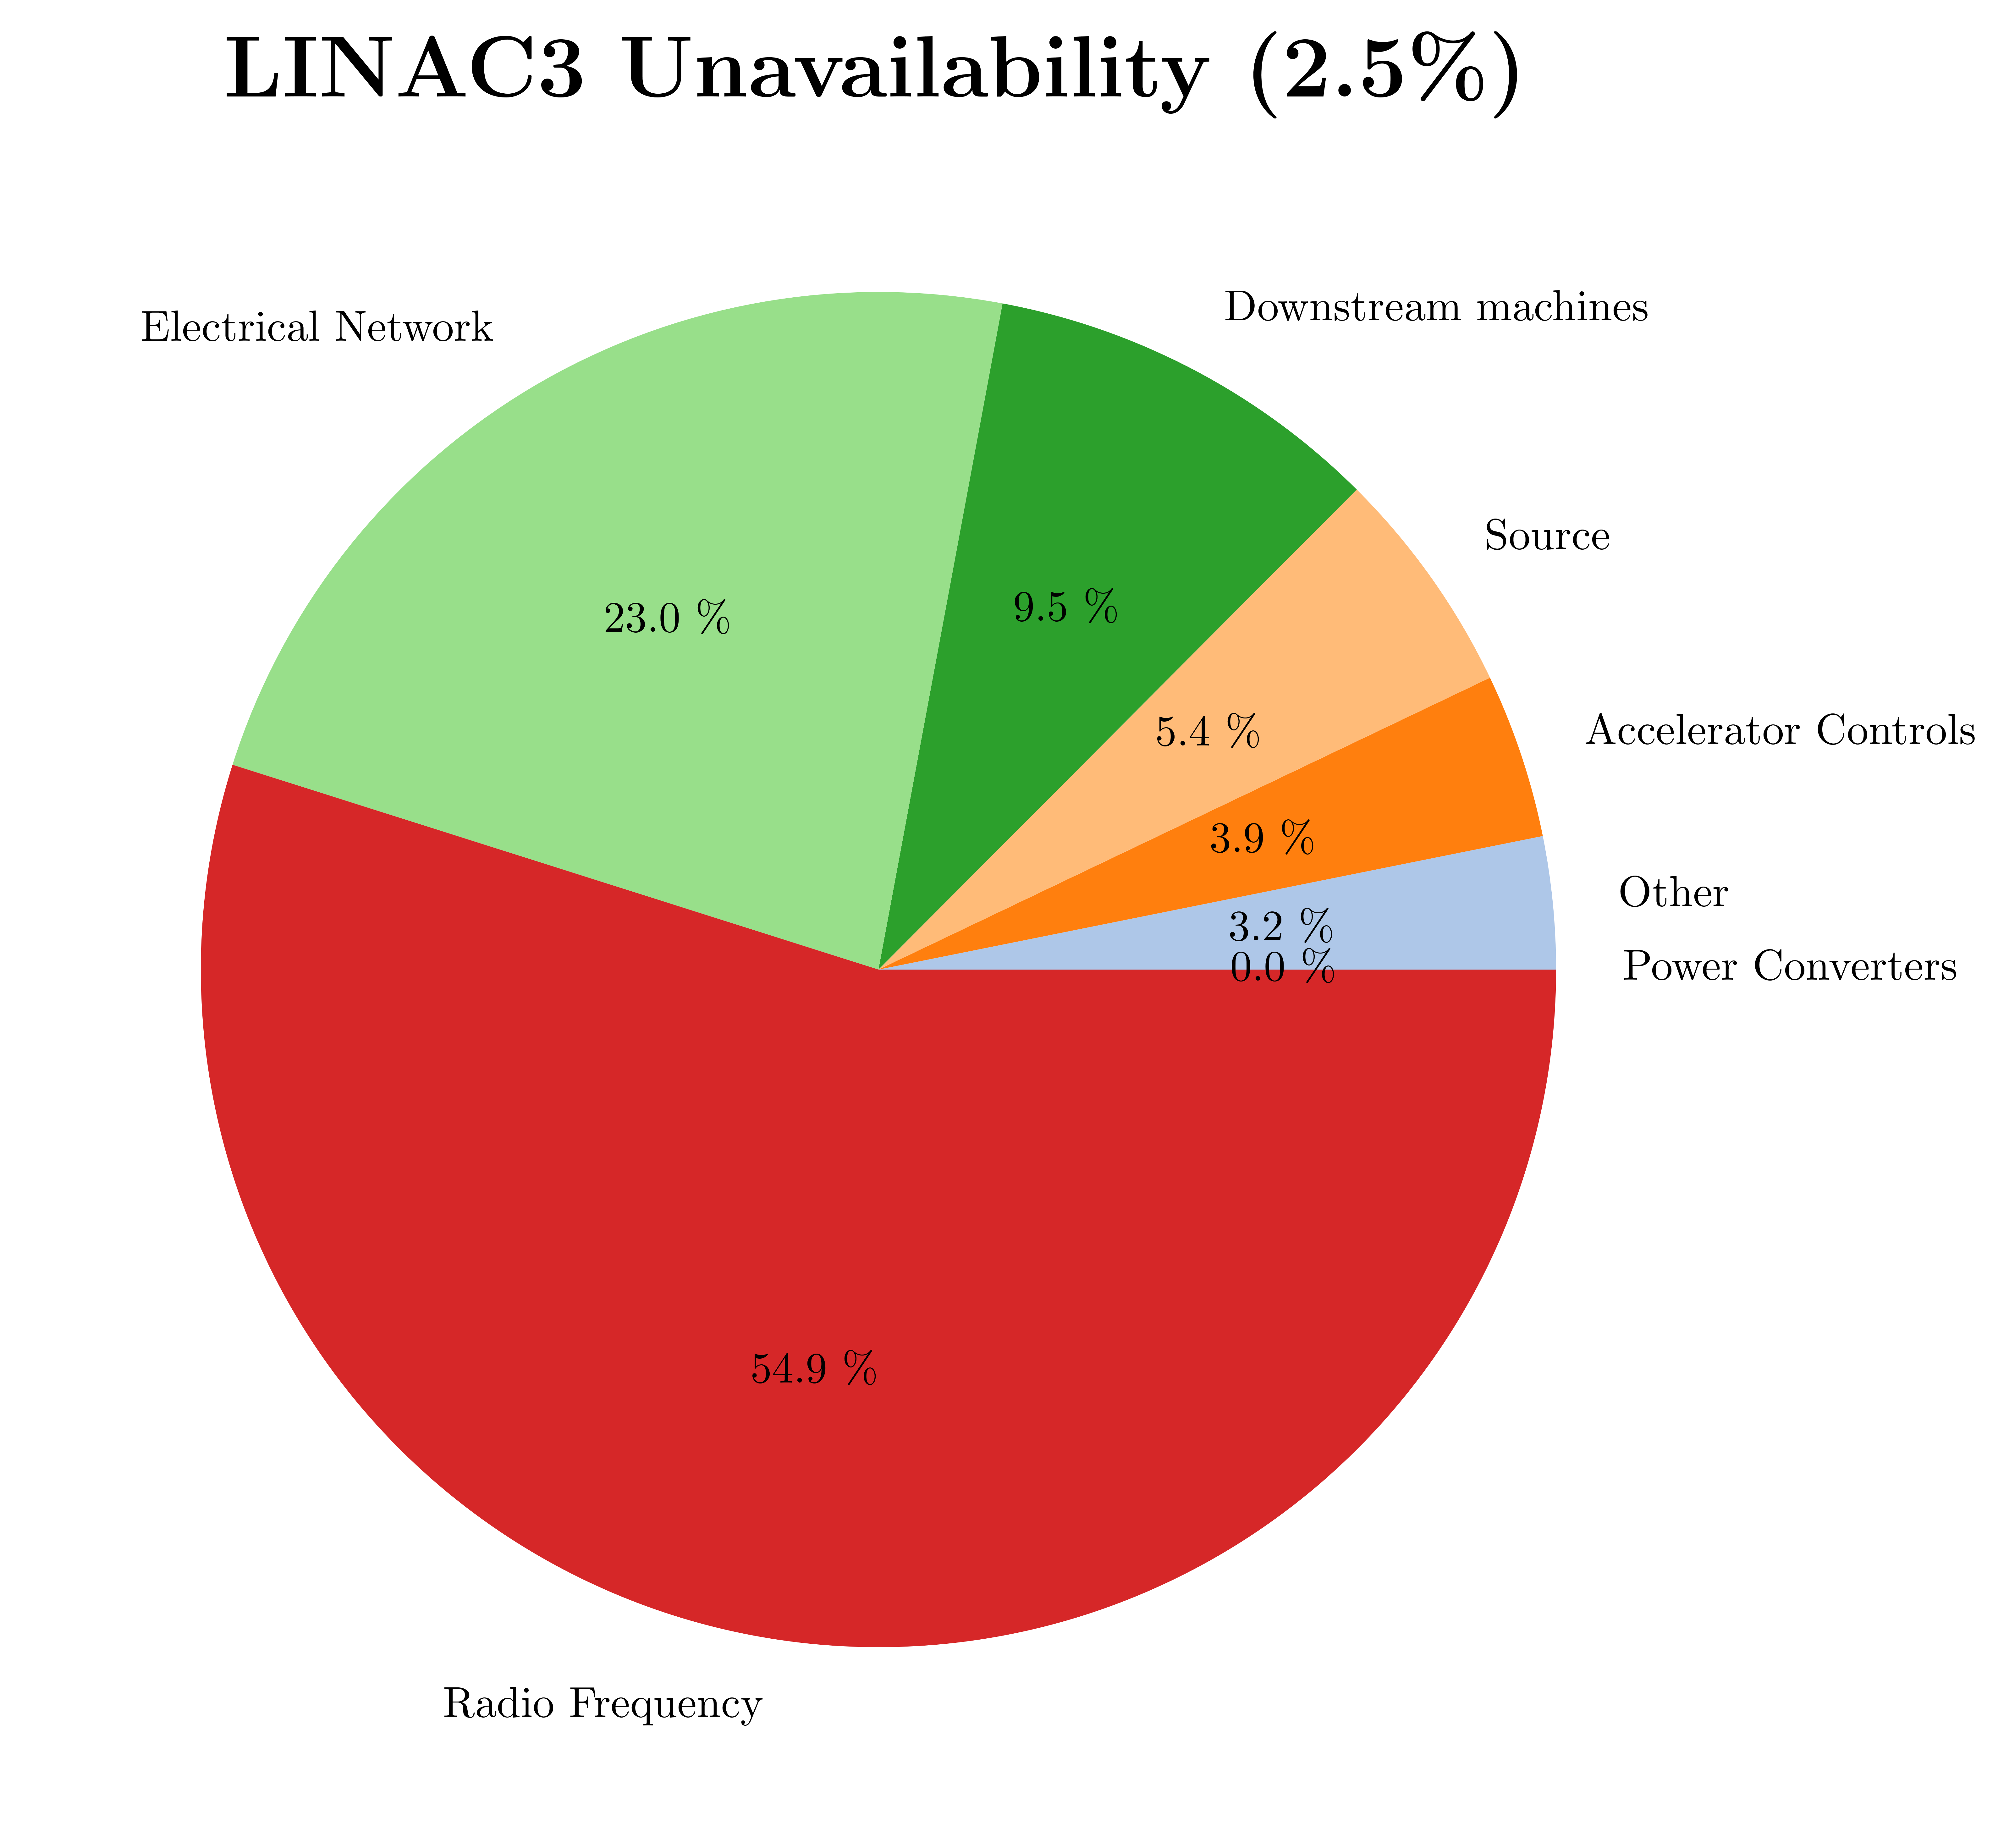 LINAC3 Unavailability (2.5%)
Downstream machines
Electrical Network
Source
23.0 %
9.5 %
5.4 %
Accelerator Controls
3.9 %
Other
3.2 %
Power Converters
0.0 %
54.9 %
Radio Frequency